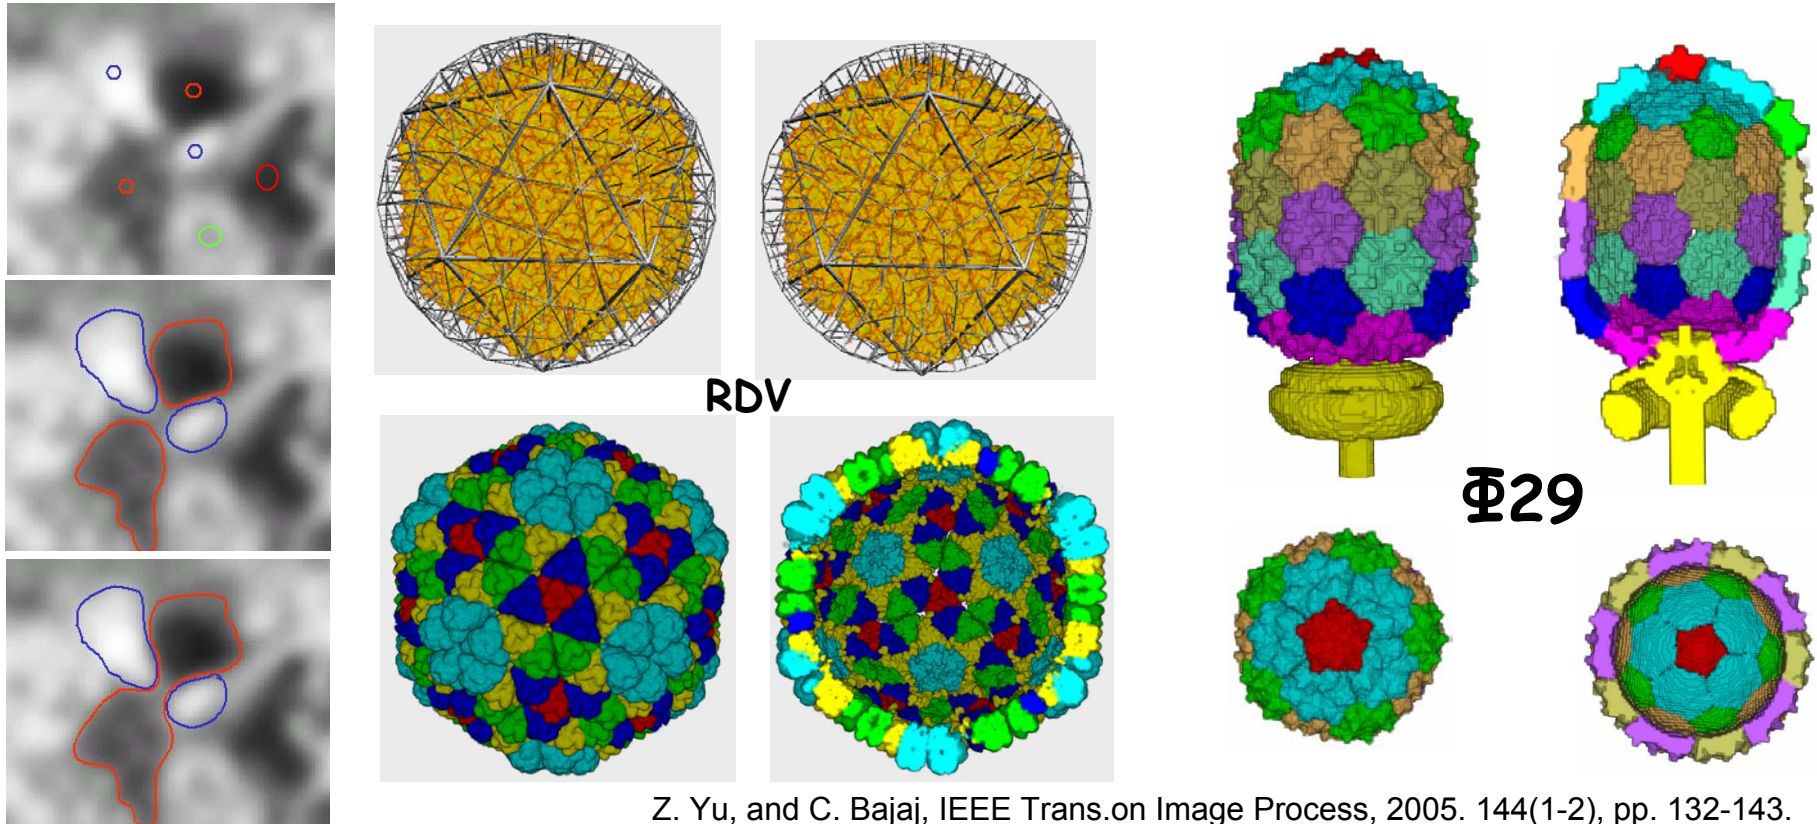 RDV
Φ29
Z. Yu, and C. Bajaj, IEEE Trans.on Image Process, 2005. 144(1-2), pp. 132-143.